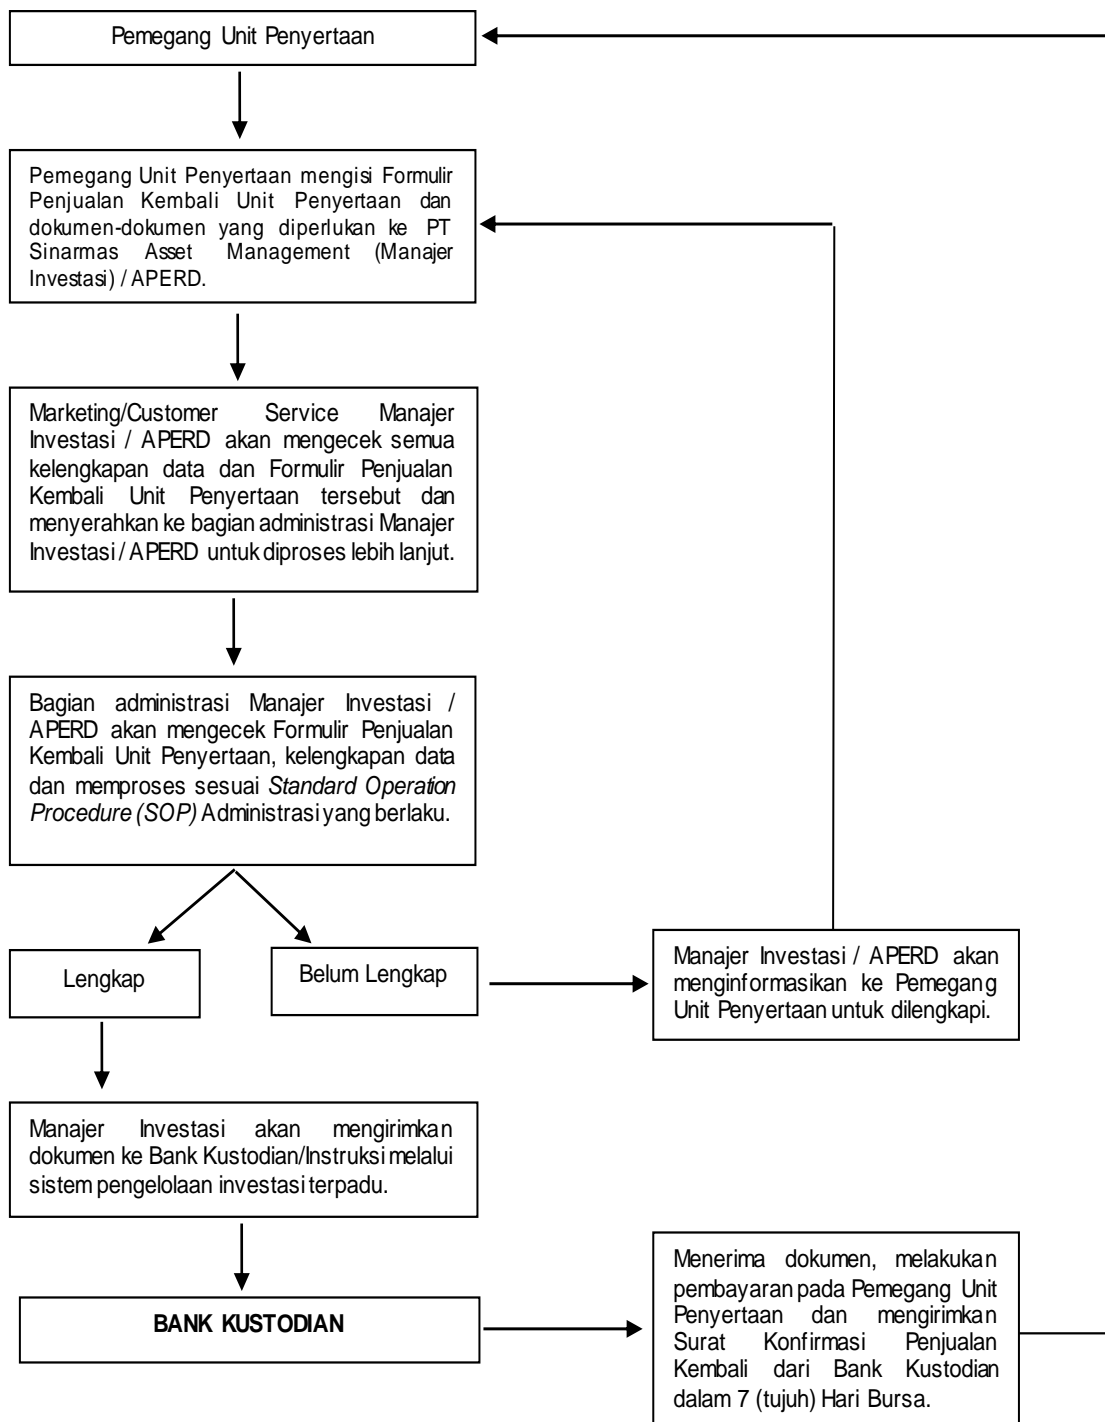 Pemegang Unit Penyertaan
Pemegang Unit Penyertaan mengisi Formulir
Penjualan Kembali Unit Penyertaan dan
dokumen-dokumen yang diperlukan ke PT
Sinarmas Asset Management (Manajer
Investasi) / APERD.
Marketing/Customer Service Manajer
Investasi / APERD akan mengecek semua
kelengkapan data dan Formulir Penjualan
Kembali Unit Penyertaan tersebut dan
menyerahkan ke bagian administrasi Manajer
Investasi / APERD untuk diproses lebih lanjut.
Bagian administrasi Manajer Investasi /
APERD akan mengecek Formulir Penjualan
Kembali Unit Penyertaan, kelengkapan data
dan memproses sesuai Standard Operation
Procedure (SOP) Administrasi yang berlaku.
Lengkap
Belum Lengkap
Manajer Investasi / APERD akan
menginformasikan ke Pemegang
Unit Penyertaan untuk dilengkapi.
Manajer Investasi akan mengirimkan
dokumen ke Bank Kustodian/Instruksi melalui
sistem pengelolaan investasi terpadu.
BANK KUSTODIAN
Menerima dokumen, melakukan
pembayaran pada Pemegang Unit
Penyertaan dan mengirimkan
Surat Konfirmasi Penjualan
Kembali dari Bank Kustodian
dalam 7 (tujuh) Hari Bursa.